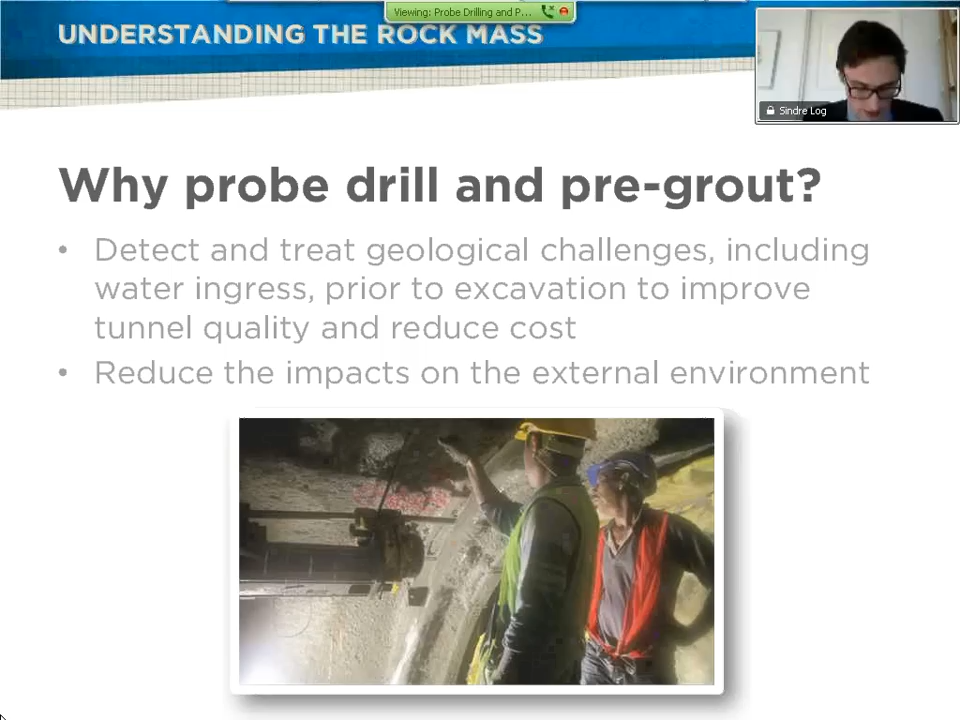 Viewing: Probe Drilling and P...
UNDERSTANDING THE ROCK MASS
Sindre Log
Why probe drill and pre-grout?
• Detect and treat geological challenges, including
water ingress, prior to excavation to improve
tunnel quality and reduce cost
• Reduce the impacts on the external environment